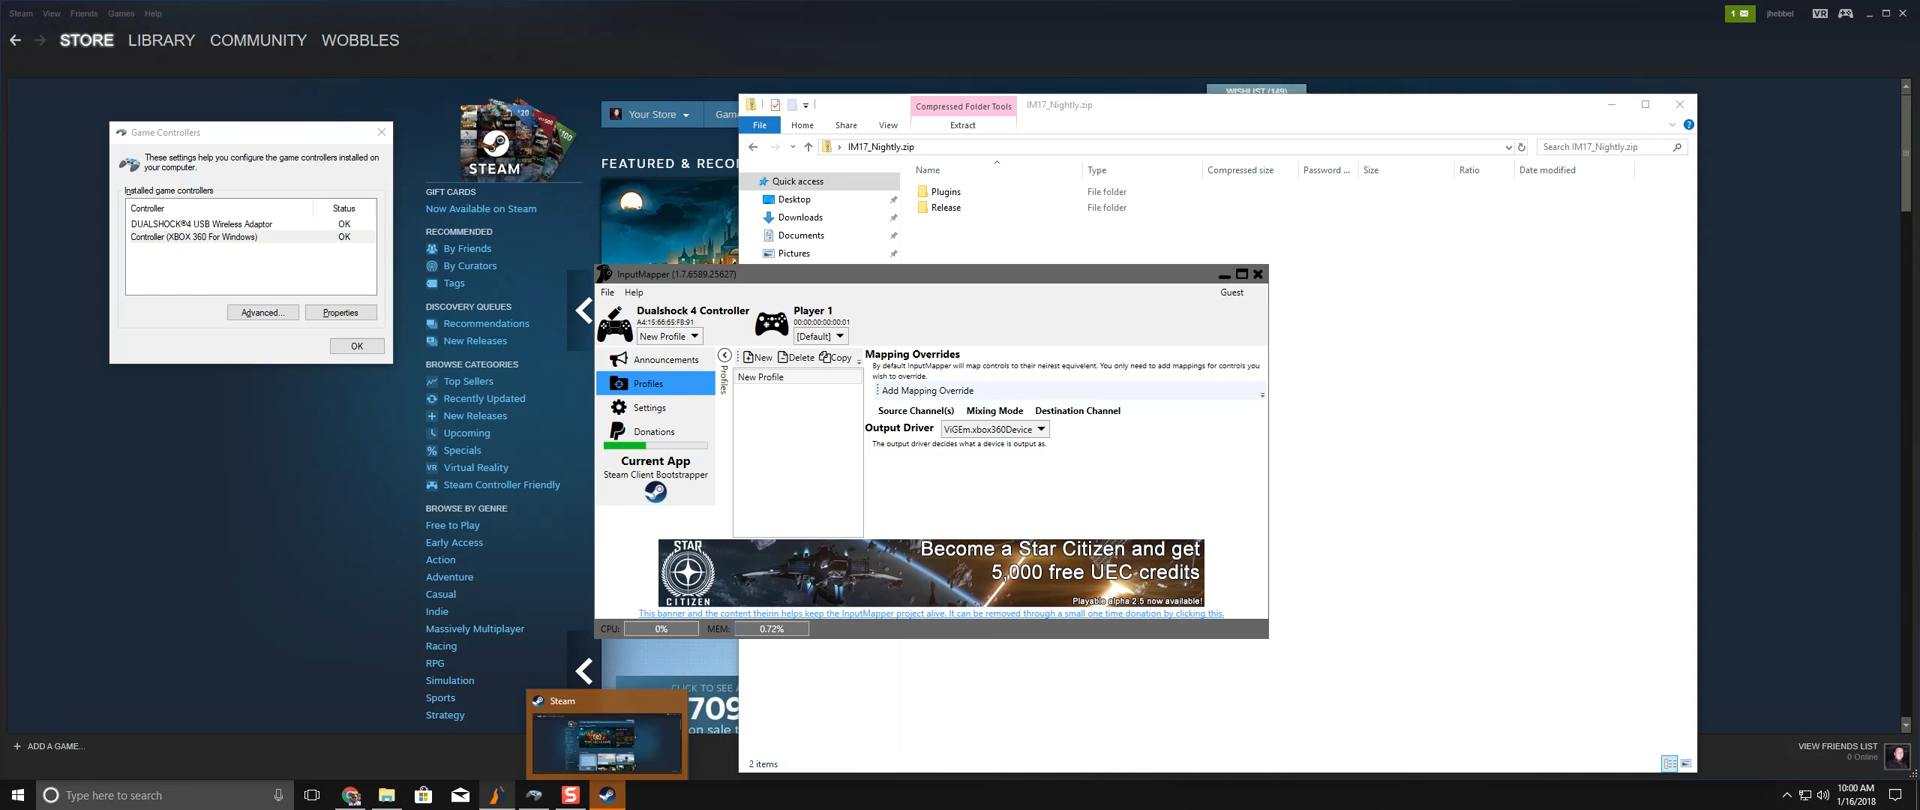 Steam View Friends Games Help
1
jhebbel
STORE LIBRARY COMMUNITY WOBBLES
WISHLIST (149)
Game Controllers
These settings help you configure the game controllers installed on
your computer.
Installed game controllers
Controller Status
DUALSHOCK®4 USB Wireless Adaptor OK
Controller (XBOX 360 For Windows) OK
Advanced... Properties
OK
$20
100
STEAM
GIFT CARDS
Now Available on Steam
RECOMMENDED
By Friends
By Curators
Tags
DISCOVERY QUEUES
Recommendations
New Releases
BROWSE CATEGORIES
Top Sellers
Recently Updated
New Releases
Upcoming
Specials
VR Virtual Reality
Steam Controller Friendly
BROWSE BY GENRE
Free to Play
Early Access
Action
Adventure
Casual
Indie
Massively Multiplayer
Racing
RPG
Simulation
Sports
Strategy
Your Store
FEATURED & RECO
Compressed Folder Tools IM17_Nightly.zip
File Home Share View Extract
IM17_Nightly.zip
Search IM17_Nightly.zip
Name Type Compressed size Password ... Size Ratio Date modified
Quick access
Desktop
Downloads
Documents
Pictures
Plugins File folder
Release File folder
InputMapper (1.7.6589.25627)
File Help Guest
Dualshock 4 Controller
A4:15:66:65:F8:91
New Profile
Player 1
00:00:00:00:00:01
[Default]
Announcements
Profiles
Settings
Donations
Current App
Steam Client Bootstrapper
Profiles
New Delete Copy
New Profile
Mapping Overrides
By default InputMapper will map controls to their neirest equivelent. You only need to add mappings for controls you
wish to override.
Add Mapping Override
Source Channel(s) Mixing Mode Destination Channel
Output Driver ViGEm.xbox360Device
The output driver decides what a device is output as.
STAR
CITIZEN
Become a Star Citizen and get
5,000 free UEC credits
Playable alpha 2.5 now available!
This banner and the content theirin helps keep the InputMapper project alive. It can be removed through a small one time donation by clicking this.
CPU: 0% MEM: 0.72%
CLICK TO SEE A
709
on sale t
Steam
2 items
ADD A GAME...
VIEW FRIENDS LIST
0 Online
Type here to search
10:00 AM
1/16/2018